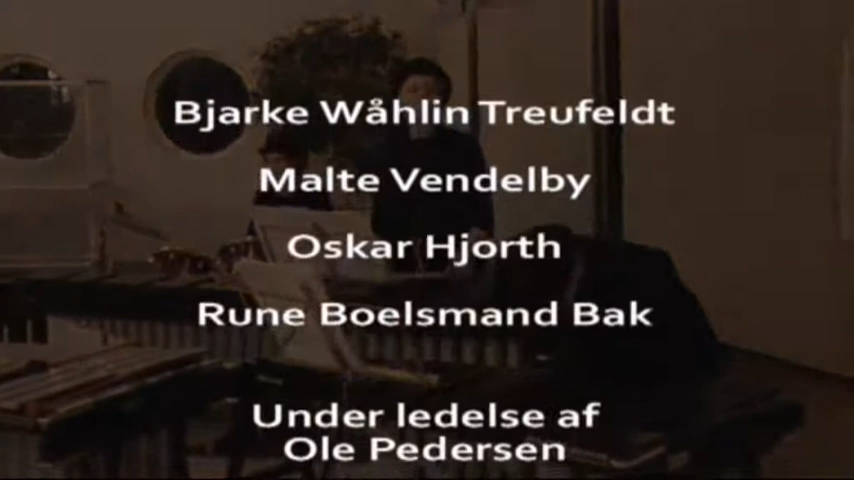 Bjarke Wåhlin Treufeldt
Malte Vendelby
Oskar Hjorth
Rune Boelsmand Bak
Under ledelse af
Ole Pedersen